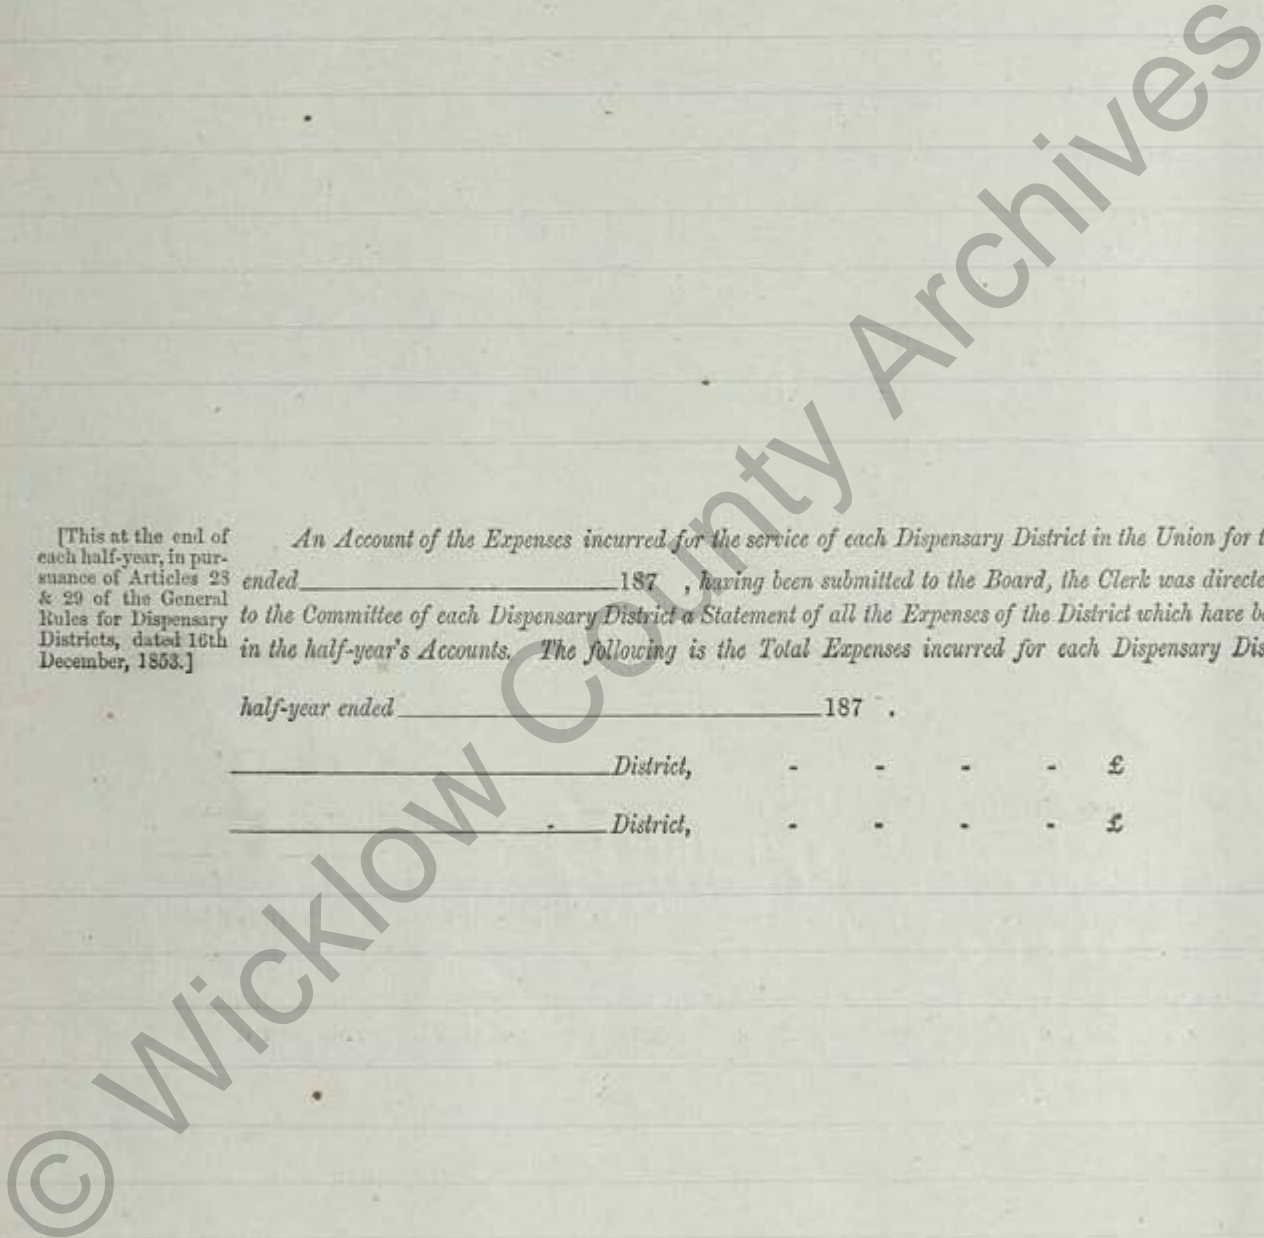 [This at the end of
each half-year, in pur-
suance of Articles 23
& 29 of the General
Rules for Dispensary
Districts, dated 16th
December, 1853.]
An Account of the Expenses incurred for the service of each Dispensary District in the Union for t
ended 187 , having been submitted to the Board, the Clerk was directe
to the Committee of each Dispensary District a Statement of all the Expenses of the District which have b
in the half-year's Accounts. The following is the Total Expenses incurred for each Dispensary Dis
half-year ended 187 .
District, - - - - £
District, - - - - £
© Wicklow County Archives